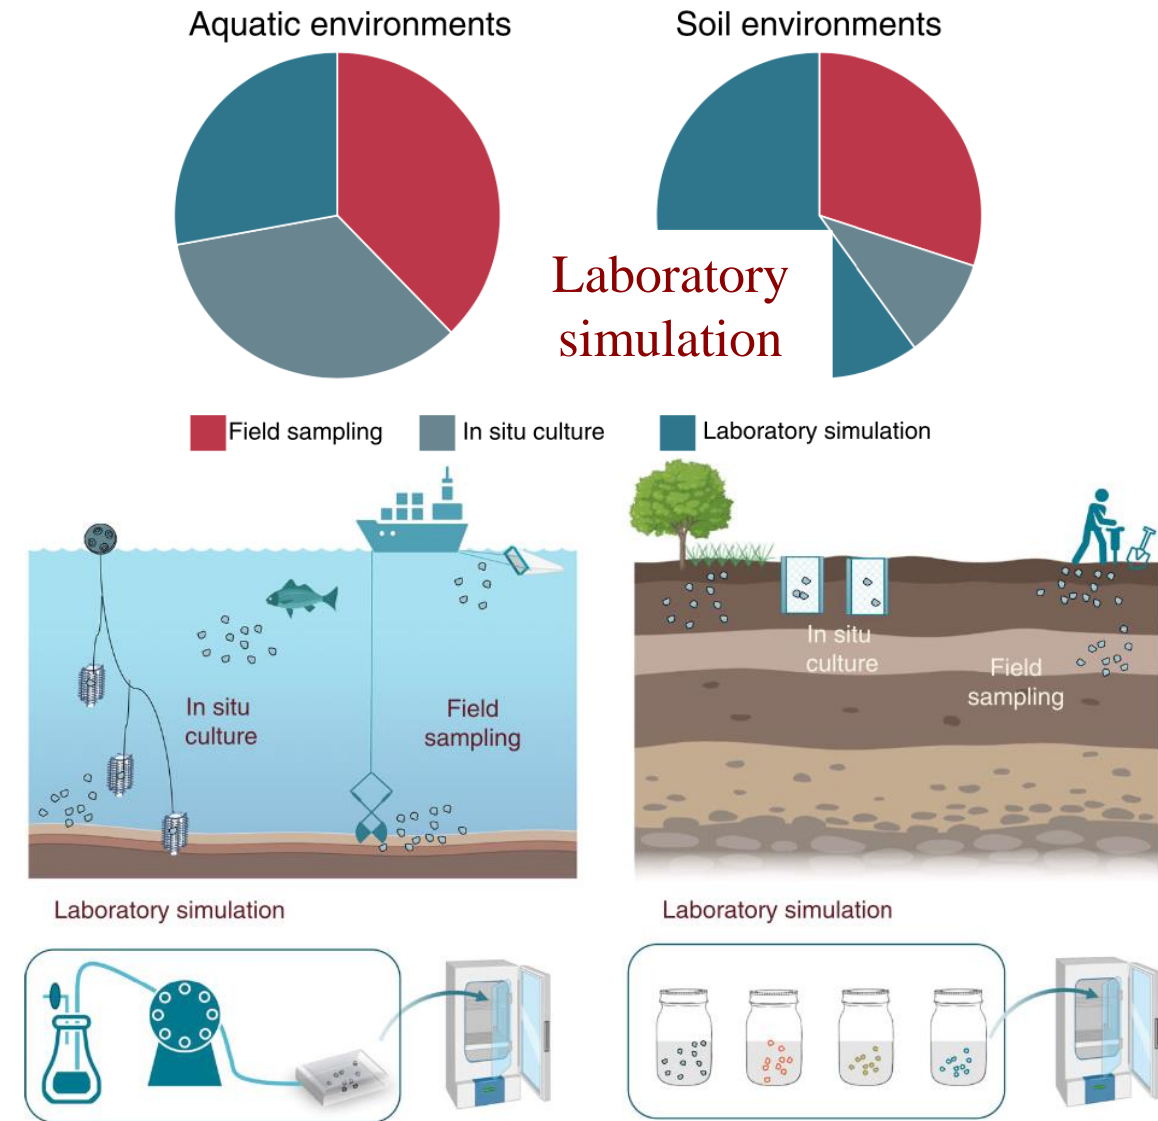 Aquatic environments
Soil environments
Laboratory
simulation
Field sampling
In situ culture
Laboratory simulation
In situ
culture
Field
sampling
In situ
culture
Field
sampling
Laboratory simulation
Laboratory simulation